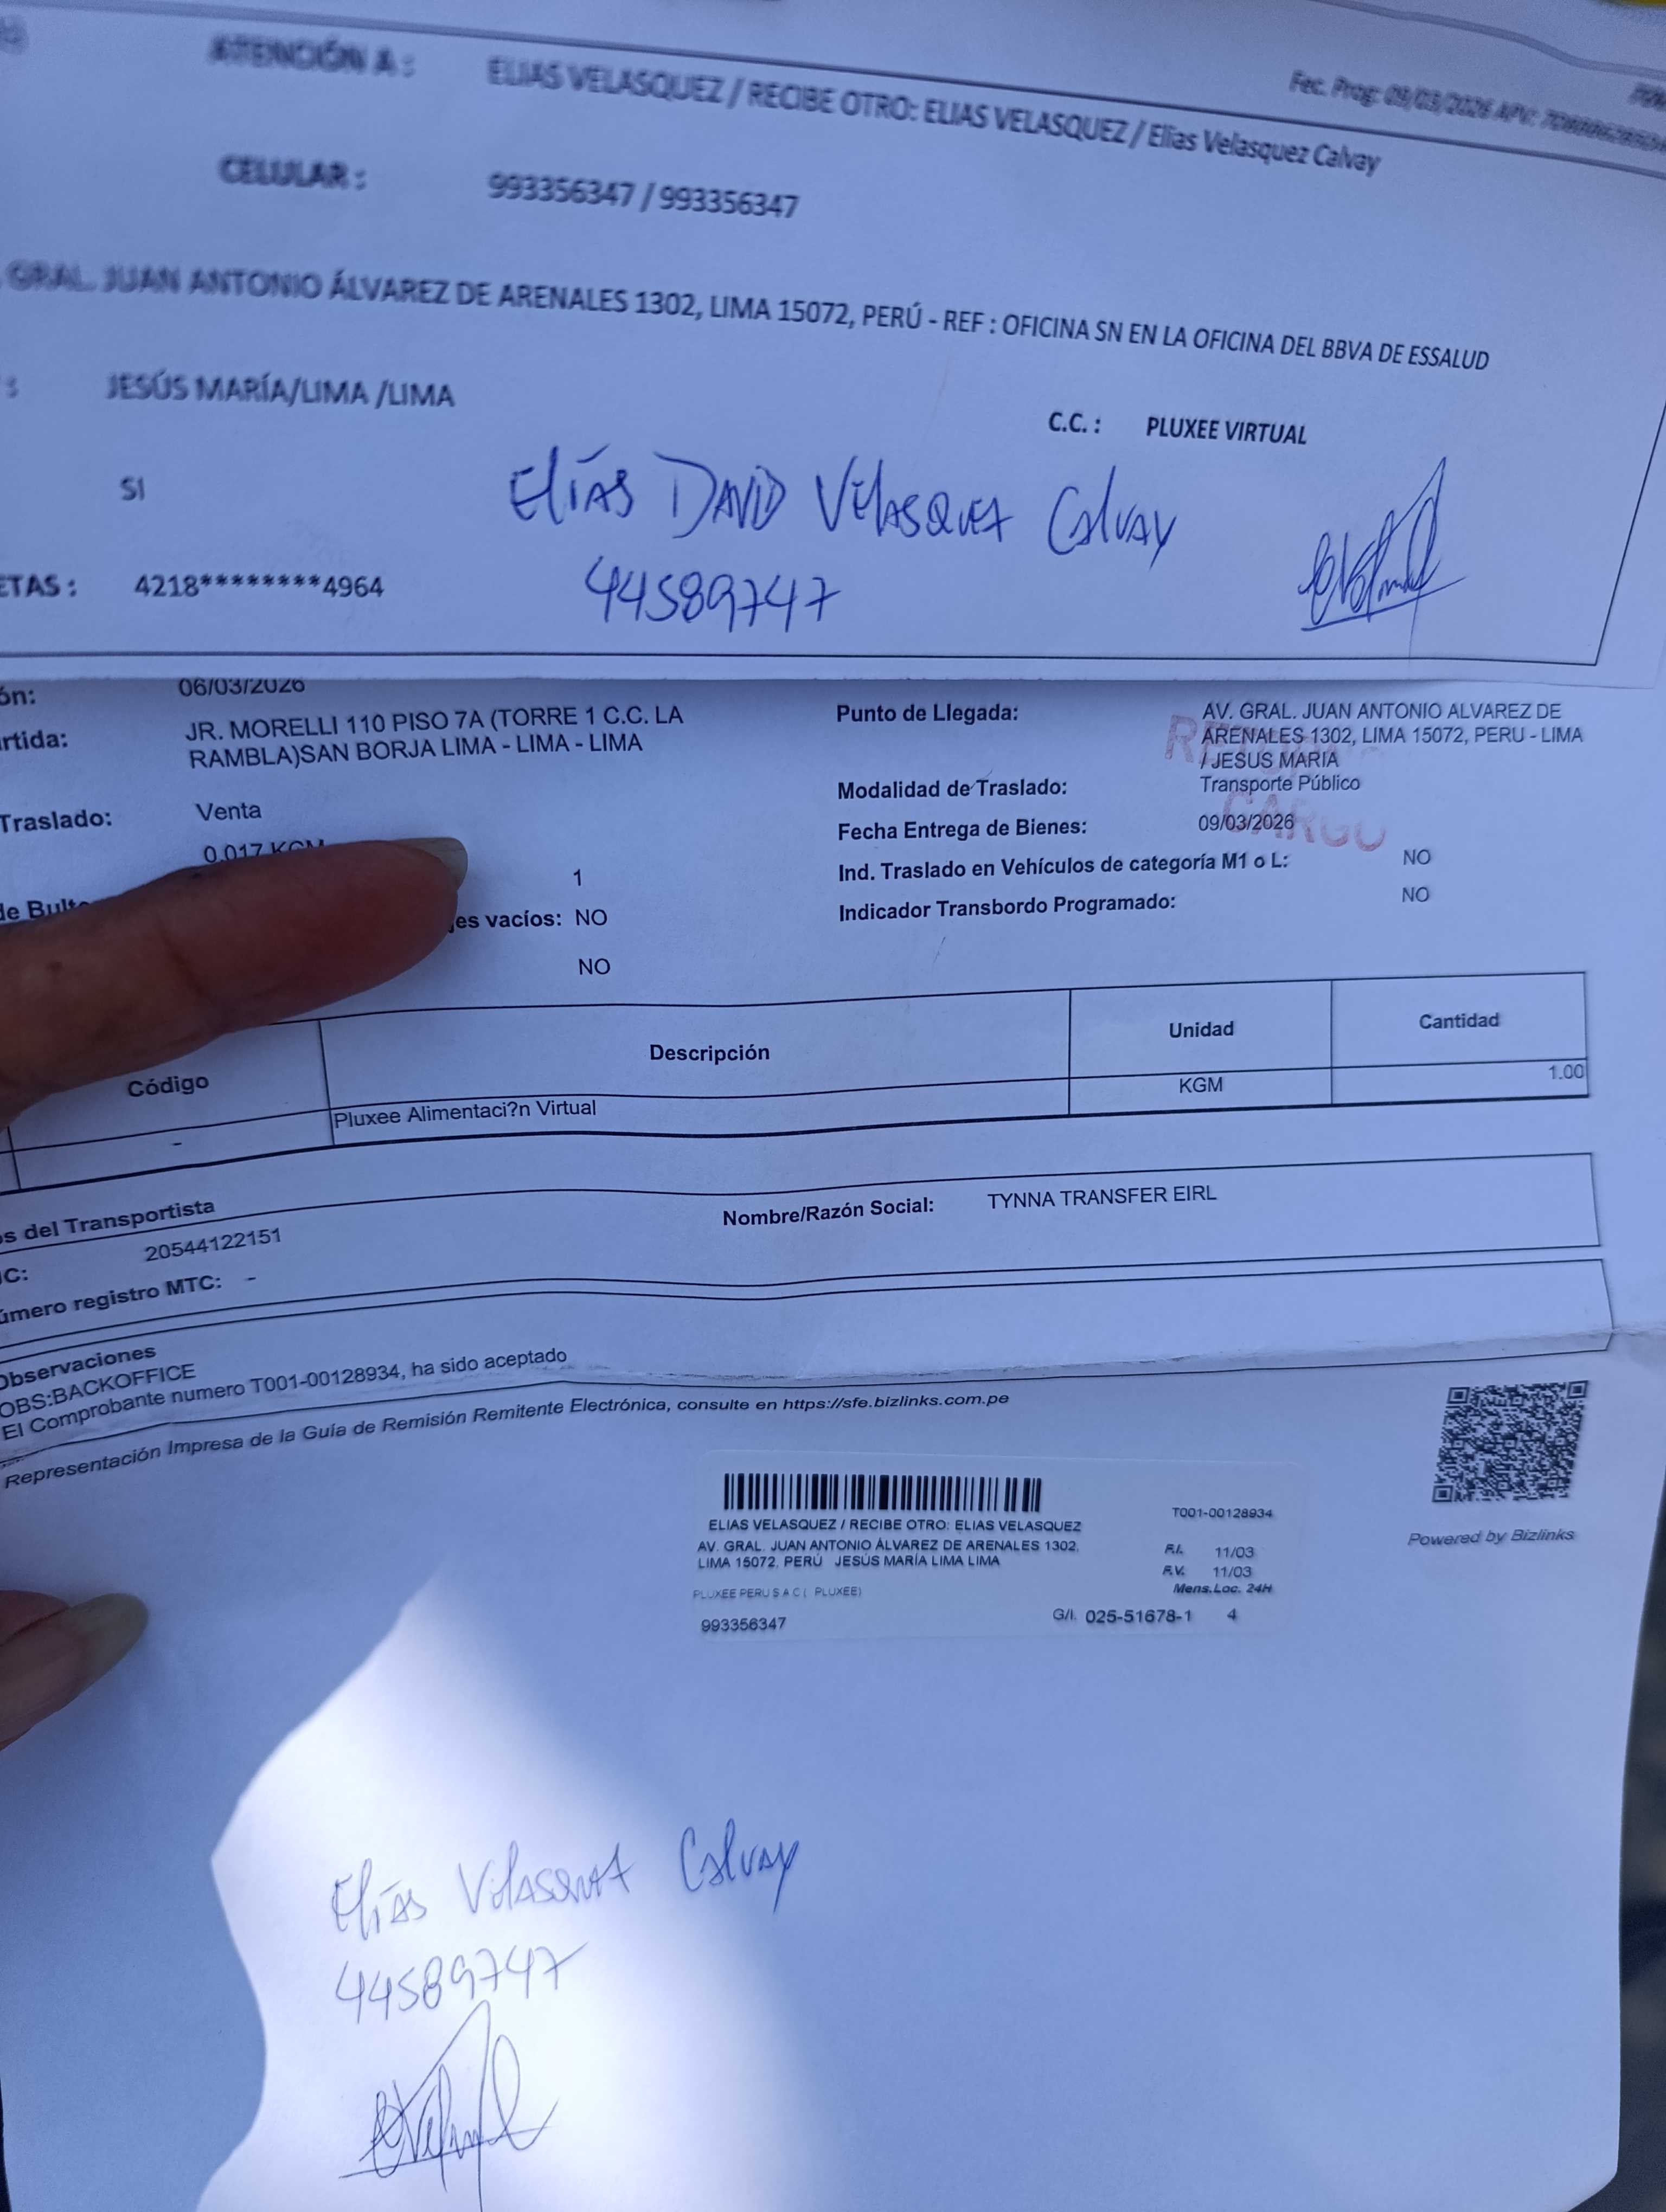 ATENCIÓN A : ELIAS VELASQUEZ / RECIBE OTRO: ELIAS VELASQUEZ / Elias Velasquez Calvay
Fec. Prog: 09/03/2026 APV:
CELULAR : 993356347 / 993356347
GRAL. JUAN ANTONIO ÁLVAREZ DE ARENALES 1302, LIMA 15072, PERÚ - REF : OFICINA SN EN LA OFICINA DEL BBVA DE ESSALUD
: JESÚS MARÍA/LIMA /LIMA
C.C. : PLUXEE VIRTUAL
SI
Elías David Velasquez Calvay
ETAS : 4218********4964
44589747
ón: 06/03/2026
rtida: JR. MORELLI 110 PISO 7A (TORRE 1 C.C. LA
RAMBLA)SAN BORJA LIMA - LIMA - LIMA
Punto de Llegada: AV. GRAL. JUAN ANTONIO ALVAREZ DE
ARENALES 1302, LIMA 15072, PERU - LIMA
/ JESUS MARIA
Traslado: Venta
Modalidad de Traslado: Transporte Público
0.017 KGM
Fecha Entrega de Bienes: 09/03/2026
CARGO
de Bult 1
Ind. Traslado en Vehículos de categoría M1 o L: NO
es vacíos: NO
Indicador Transbordo Programado: NO
NO
Código Descripción Unidad Cantidad
- Pluxee Alimentaci?n Virtual KGM 1.00
os del Transportista
C: 20544122151
Nombre/Razón Social: TYNNA TRANSFER EIRL
úmero registro MTC: -
Observaciones
OBS:BACKOFFICE
El Comprobante numero T001-00128934, ha sido aceptado
Representación Impresa de la Guía de Remisión Remitente Electrónica, consulte en https://sfe.bizlinks.com.pe
Powered by Bizlinks
ELIAS VELASQUEZ / RECIBE OTRO: ELIAS VELASQUEZ
AV. GRAL. JUAN ANTONIO ÁLVAREZ DE ARENALES 1302,
LIMA 15072, PERÚ JESÚS MARÍA LIMA LIMA
PLUXEE PERU S A C ( PLUXEE)
993356347
T001-00128934
F.I. 11/03
F.V. 11/03
Mens.Loc. 24H
G/I. 025-51678-1 4
Elías Velasquez Calvay
44589747